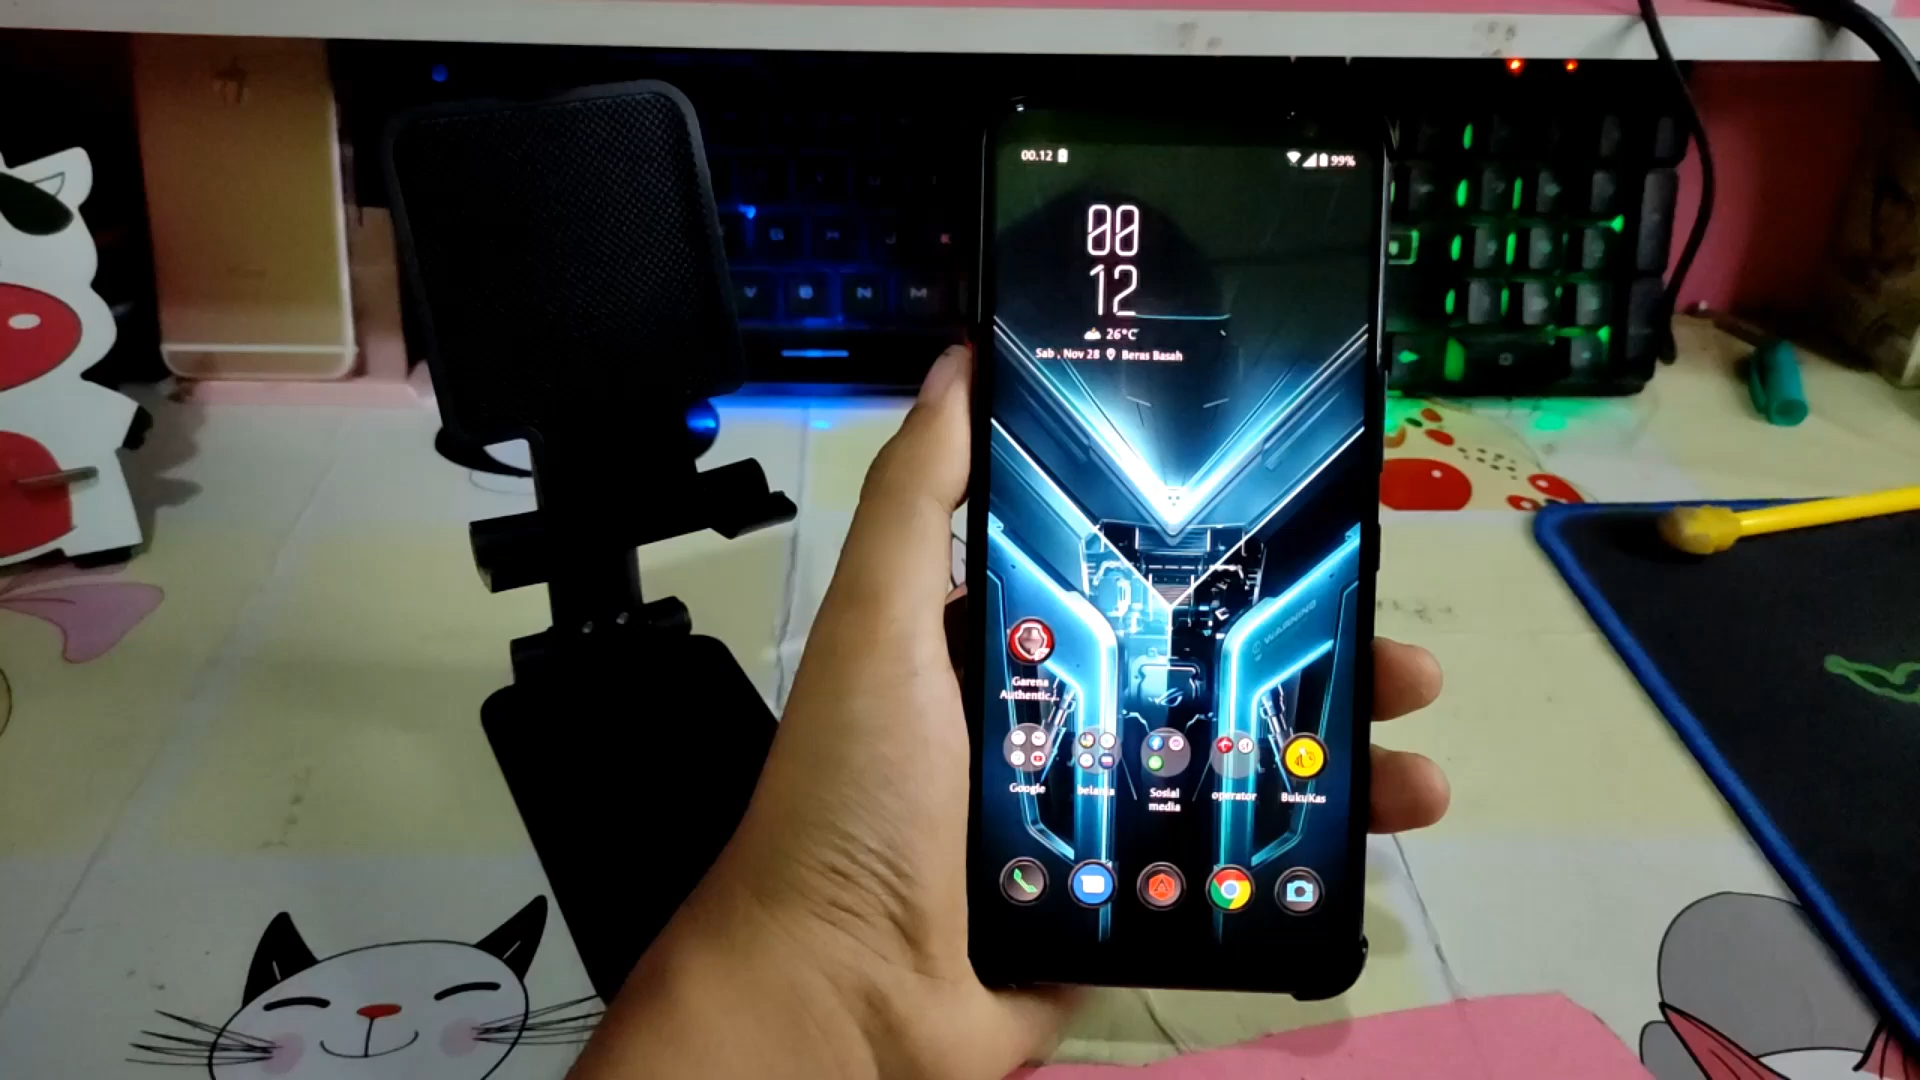 00.12
99%
00
12
26°C
Sab, Nov 28 Beras Basah
WARNING
Garena
Authentic...
Google
belanja
Sosial
media
operator
BukuKas
G H J K
V B N M